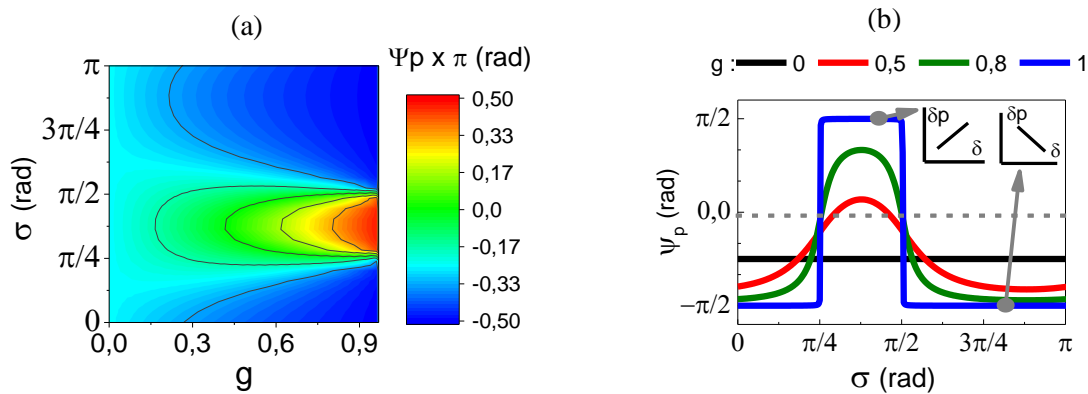 (a)
Ψp x π (rad)
π
3π/4
π/2
π/4
0
σ (rad)
0,0
0,3
0,6
0,9
g
0,50
0,33
0,17
0,0
-0,17
-0,33
-0,50
(b)
g : 0 0,5 0,8 1
π/2
0,0
−π/2
ψp (rad)
δp
δ
δp
δ
0
π/4
π/2
3π/4
π
σ (rad)